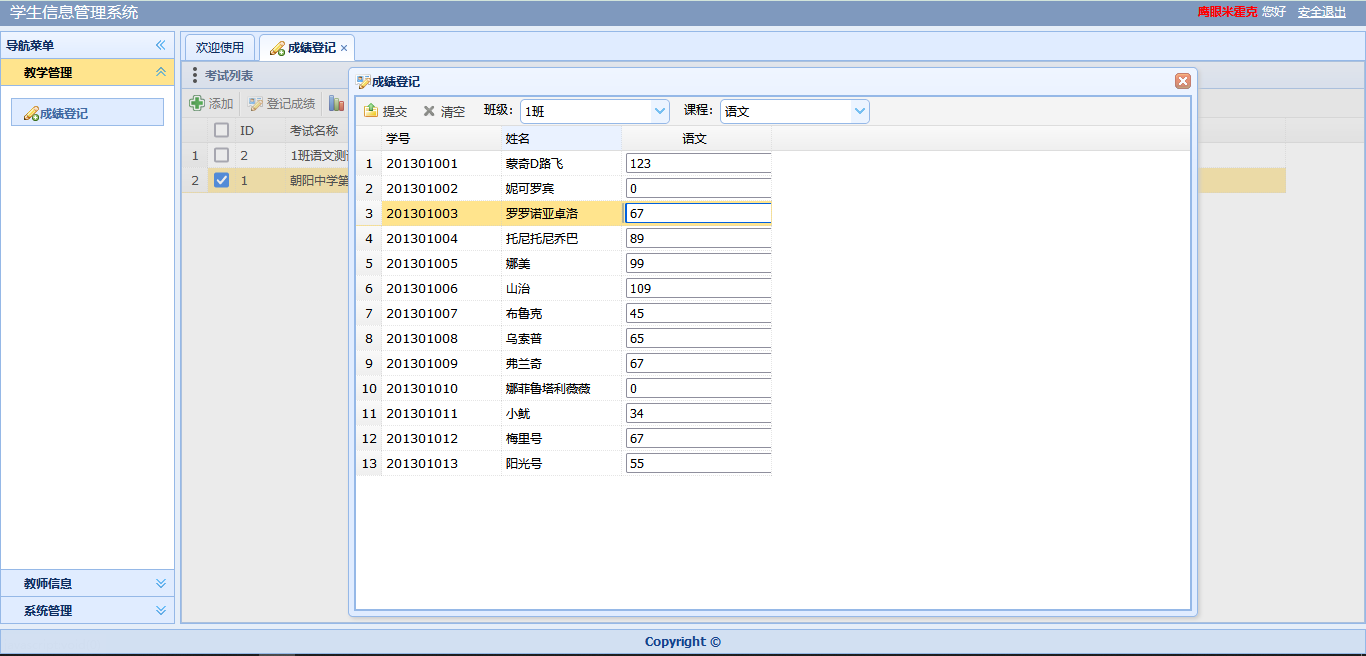 学生信息管理系统
鹰眼米霍克 您好 安全退出
导航菜单
教学管理
成绩登记
教师信息
系统管理
欢迎使用 成绩登记
考试列表
添加 登记成绩
ID 考试名称
1 2 1班语文测
2 1 朝阳中学第
成绩登记
提交 清空 班级: 1班 课程: 语文
学号 姓名 语文
1 201301001 蒙奇D路飞 123
2 201301002 妮可罗宾 0
3 201301003 罗罗诺亚卓洛 67
4 201301004 托尼托尼乔巴 89
5 201301005 娜美 99
6 201301006 山治 109
7 201301007 布鲁克 45
8 201301008 乌索普 65
9 201301009 弗兰奇 67
10 201301010 娜菲鲁塔利薇薇 0
11 201301011 小鱿 34
12 201301012 梅里号 67
13 201301013 阳光号 55
Copyright ©